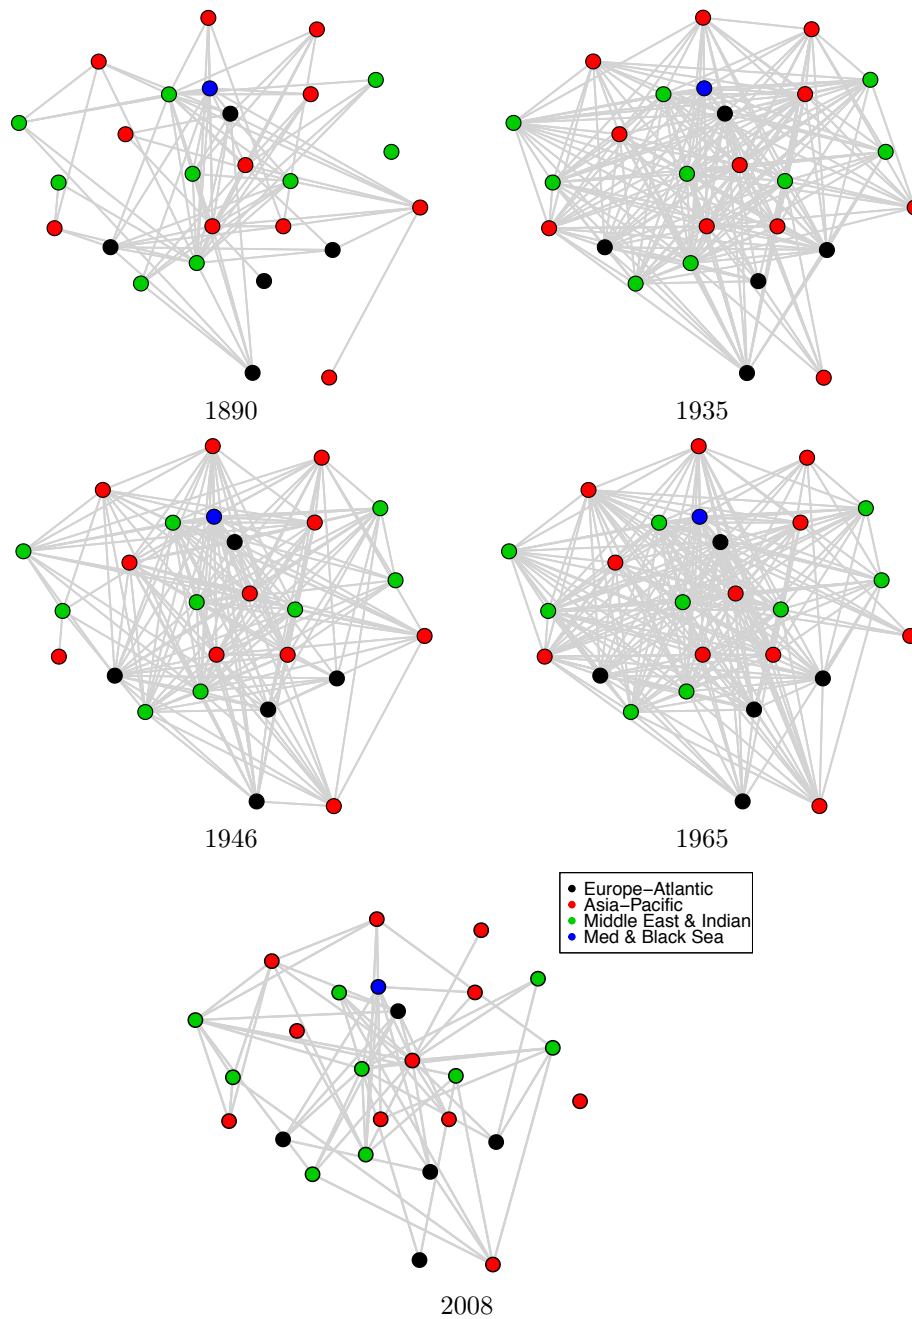 1890
1935
1946
1965
Europe−Atlantic
Asia−Pacific
Middle East & Indian
Med & Black Sea
2008